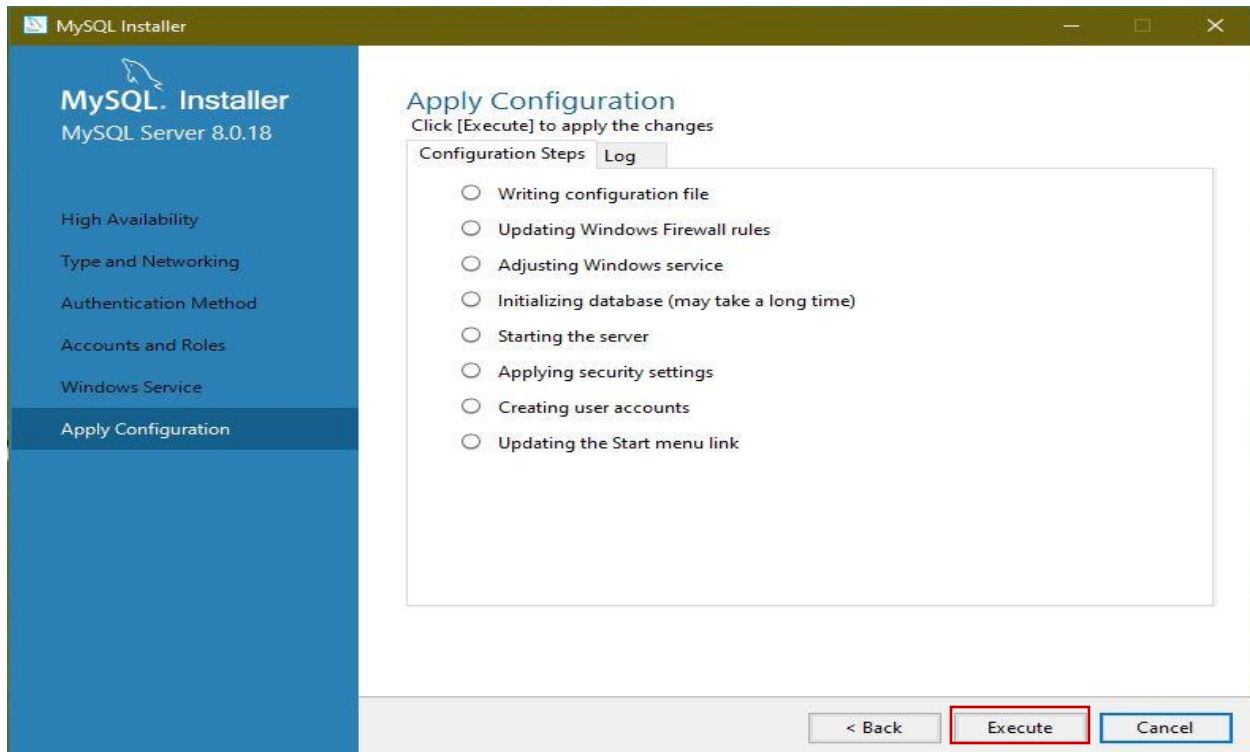 MySQL Installer
MySQL. Installer
MySQL Server 8.0.18
High Availability
Type and Networking
Authentication Method
Accounts and Roles
Windows Service
Apply Configuration
Apply Configuration
Click [Execute] to apply the changes
Configuration Steps Log
Writing configuration file
Updating Windows Firewall rules
Adjusting Windows service
Initializing database (may take a long time)
Starting the server
Applying security settings
Creating user accounts
Updating the Start menu link
< Back Execute Cancel